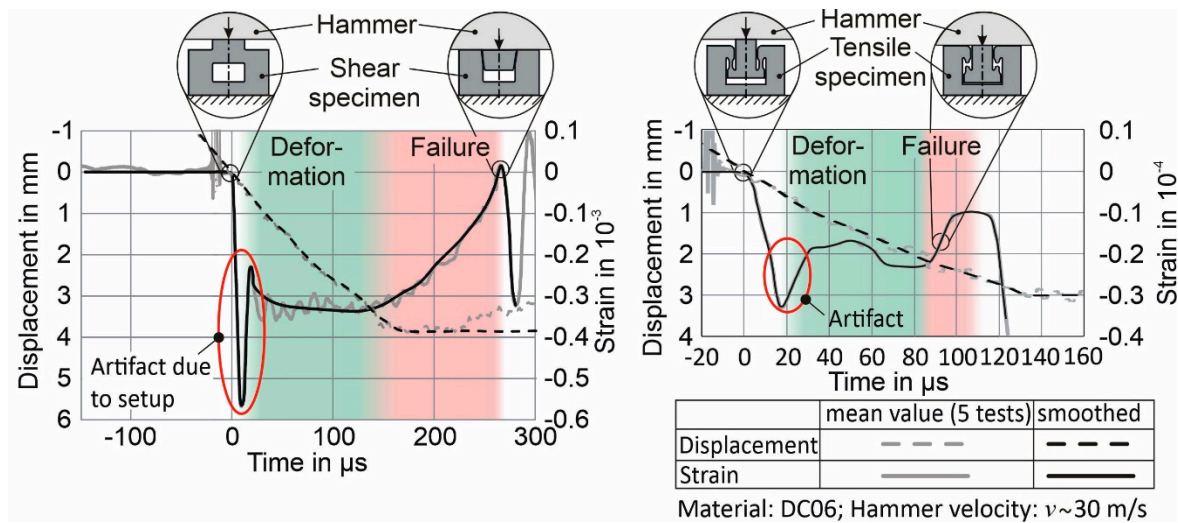 Hammer
Shear
specimen
Hammer
Tensile
specimen
Displacement in mm
-1
0
1
2
3
4
5
6
Defor-
mation
Failure
Artifact due
to setup
-100
0
100
200
300
Time in µs
0.1
0
-0.1
-0.2
-0.3
-0.4
-0.5
-0.6
Strain in 10⁻³
Displacement in mm
-1
0
1
2
3
4
Defor-
mation
Failure
Artifact
-20
0
20
40
60
80
100
120
140
160
Time in µs
0.1
0
-0.1
-0.2
-0.3
-0.4
Strain in 10⁻⁴
mean value (5 tests) smoothed
Displacement
Strain
Material: DC06; Hammer velocity: v~30 m/s